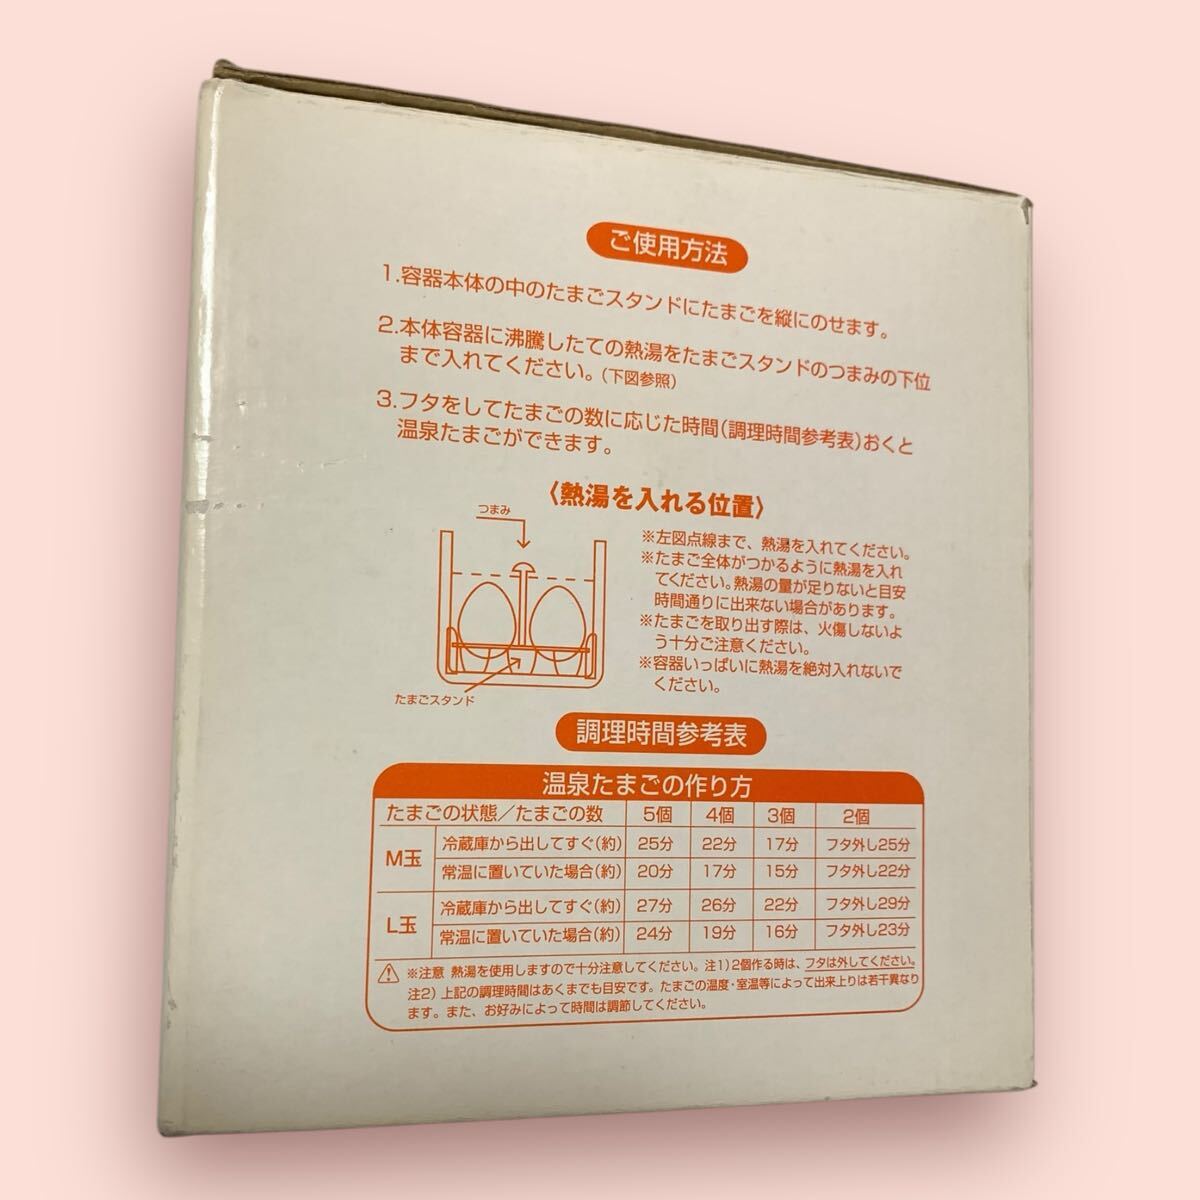 ご使用方法
1.容器本体の中のたまごスタンドにたまごを縦にのせます。
2.本体容器に沸騰したての熱湯をたまごスタンドのつまみの下位
まで入れてください。(下図参照)
3.フタをしてたまごの数に応じた時間(調理時間参考表)おくと
温泉たまごができます。
〈熱湯を入れる位置〉
つまみ
たまごスタンド
※左図点線まで、熱湯を入れてください。
※たまご全体がつかるように熱湯を入れ
てください。熱湯の量が足りないと目安
時間通りに出来ない場合があります。
※たまごを取り出す際は、火傷しないよ
う十分ご注意ください。
※容器いっぱいに熱湯を絶対入れないで
ください。
調理時間参考表
温泉たまごの作り方
たまごの状態/たまごの数 5個 4個 3個 2個
M玉 冷蔵庫から出してすぐ(約) 25分 22分 17分 フタ外し25分
常温に置いていた場合(約) 20分 17分 15分 フタ外し22分
L玉 冷蔵庫から出してすぐ(約) 27分 26分 22分 フタ外し29分
常温に置いていた場合(約) 24分 19分 16分 フタ外し23分
※注意 熱湯を使用しますので十分注意してください。注1)2個作る時は、フタは外してください。
注2)上記の調理時間はあくまでも目安です。たまごの温度・室温等によって出来上りは若干異なり
ます。また、お好みによって時間は調節してください。